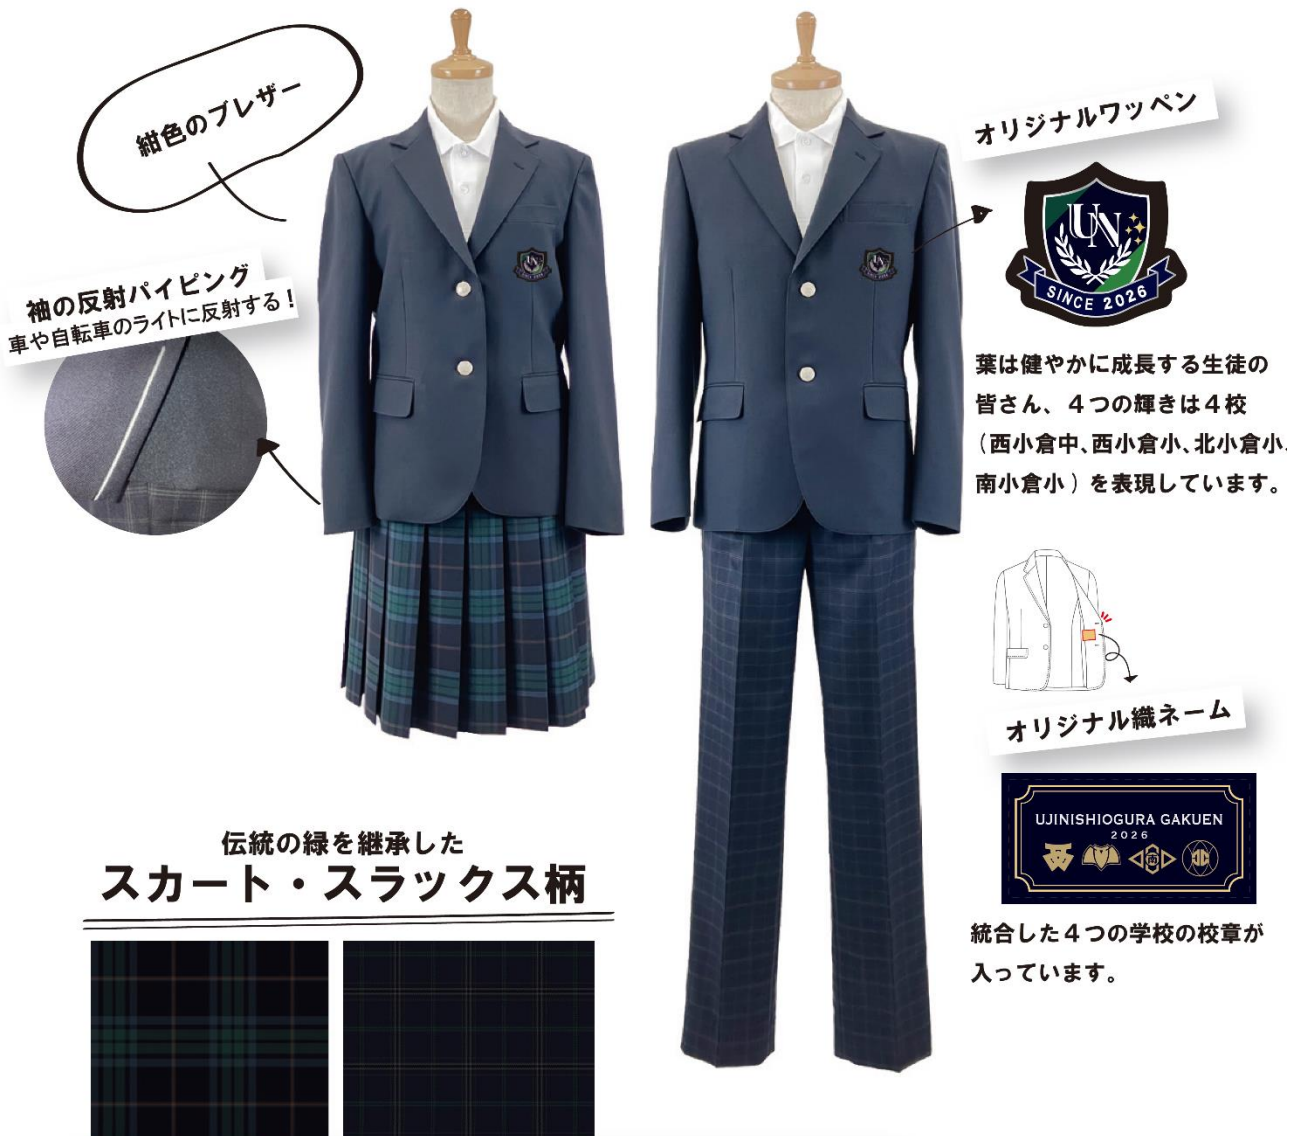 紺色のブレザー
オリジナルワッペン
UN
SINCE 2026
袖の反射パイピング
車や自転車のライトに反射する！
葉は健やかに成長する生徒の
皆さん、４つの輝きは４校
（西小倉中、西小倉小、北小倉小、
南小倉小）を表現しています。
オリジナル織ネーム
UJINISHIOGURA GAKUEN
2026
西
統合した４つの学校の校章が
入っています。
伝統の緑を継承した
スカート・スラックス柄